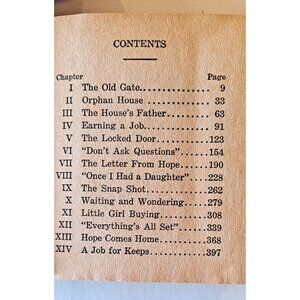 CONTENTS
Chapter Page
I The Old Gate.................... 9
II Orphan House .................. 33
III The House's Father ............ 63
IV Earning a Job.................. 91
V The Locked Door ............... 123
VI "Don't Ask Questions" .......... 154
VII The Letter From Hope........... 190
VIII "Once I Had a Daughter" ........ 228
IX The Snap Shot.................. 262
X Waiting and Wondering ......... 279
XI Little Girl Buying............... 308
XII "Everything's All Set" .......... 339
XIII Hope Comes Home.............. 368
XIV A Job for Keeps................ 397